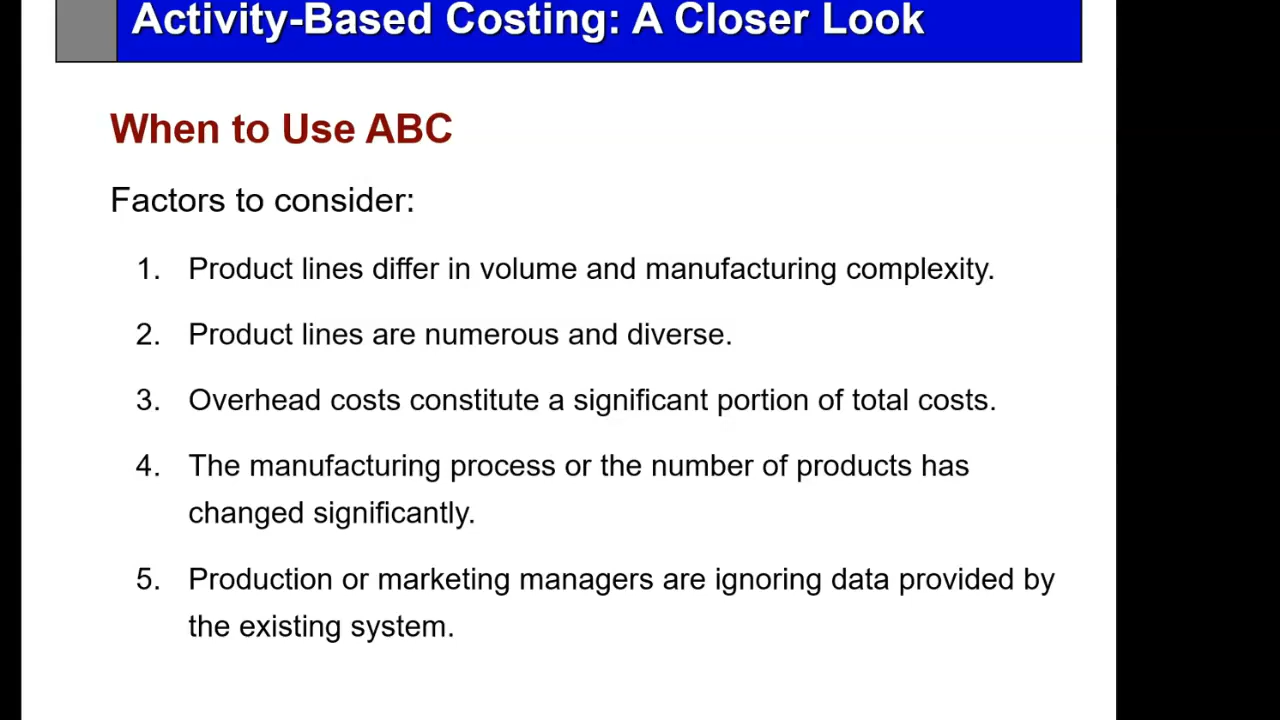 Activity-Based Costing: A Closer Look
When to Use ABC
Factors to consider:
1. Product lines differ in volume and manufacturing complexity.
2. Product lines are numerous and diverse.
3. Overhead costs constitute a significant portion of total costs.
4. The manufacturing process or the number of products has
changed significantly.
5. Production or marketing managers are ignoring data provided by
the existing system.